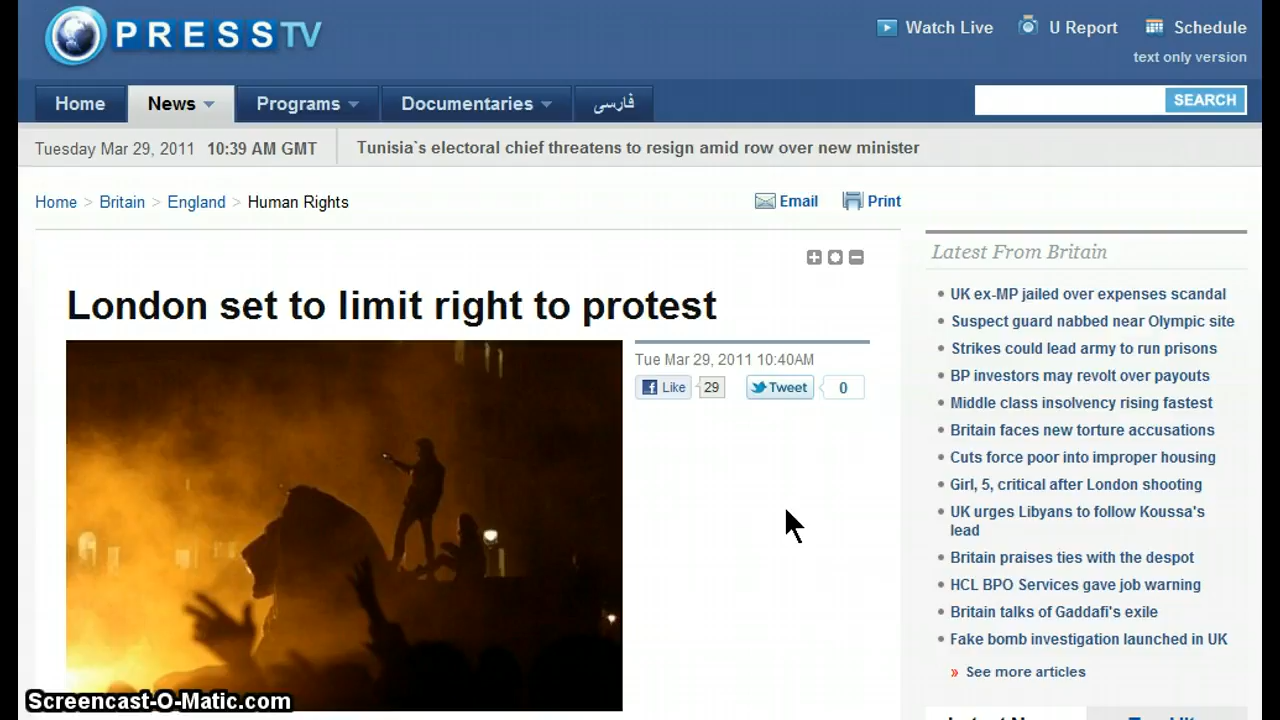 PRESSTV
Watch Live
U Report
Schedule
text only version
Home
News
Programs
Documentaries
فارسی
SEARCH
Tuesday Mar 29, 2011 10:39 AM GMT
Tunisia`s electoral chief threatens to resign amid row over new minister
Home > Britain > England > Human Rights
Email
Print
London set to limit right to protest
Tue Mar 29, 2011 10:40AM
Like
29
Tweet
0
Latest From Britain
UK ex-MP jailed over expenses scandal
Suspect guard nabbed near Olympic site
Strikes could lead army to run prisons
BP investors may revolt over payouts
Middle class insolvency rising fastest
Britain faces new torture accusations
Cuts force poor into improper housing
Girl, 5, critical after London shooting
UK urges Libyans to follow Koussa's
lead
Britain praises ties with the despot
HCL BPO Services gave job warning
Britain talks of Gaddafi's exile
Fake bomb investigation launched in UK
» See more articles
Screencast-O-Matic.com